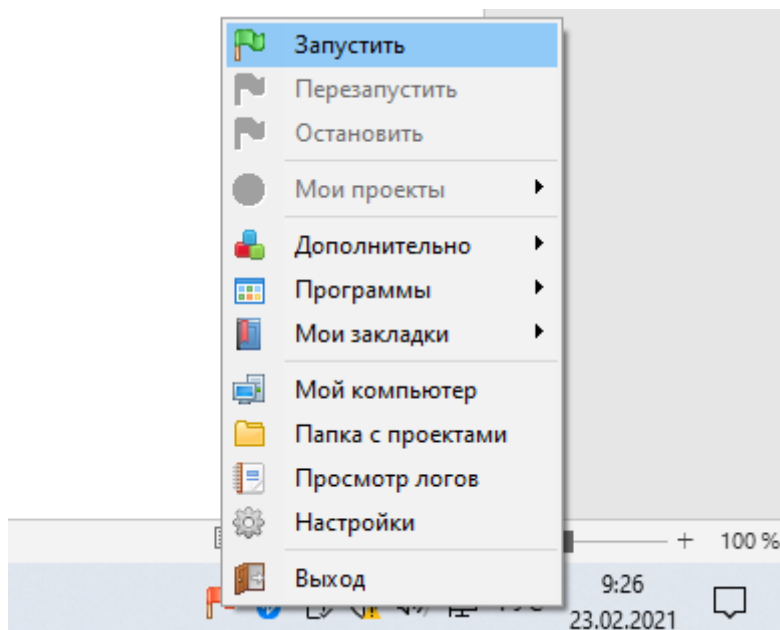 Запустить
Перезапустить
Остановить
Мои проекты
Дополнительно
Программы
Мои закладки
Мой компьютер
Папка с проектами
Просмотр логов
Настройки
Выход
100 %
9:26
23.02.2021